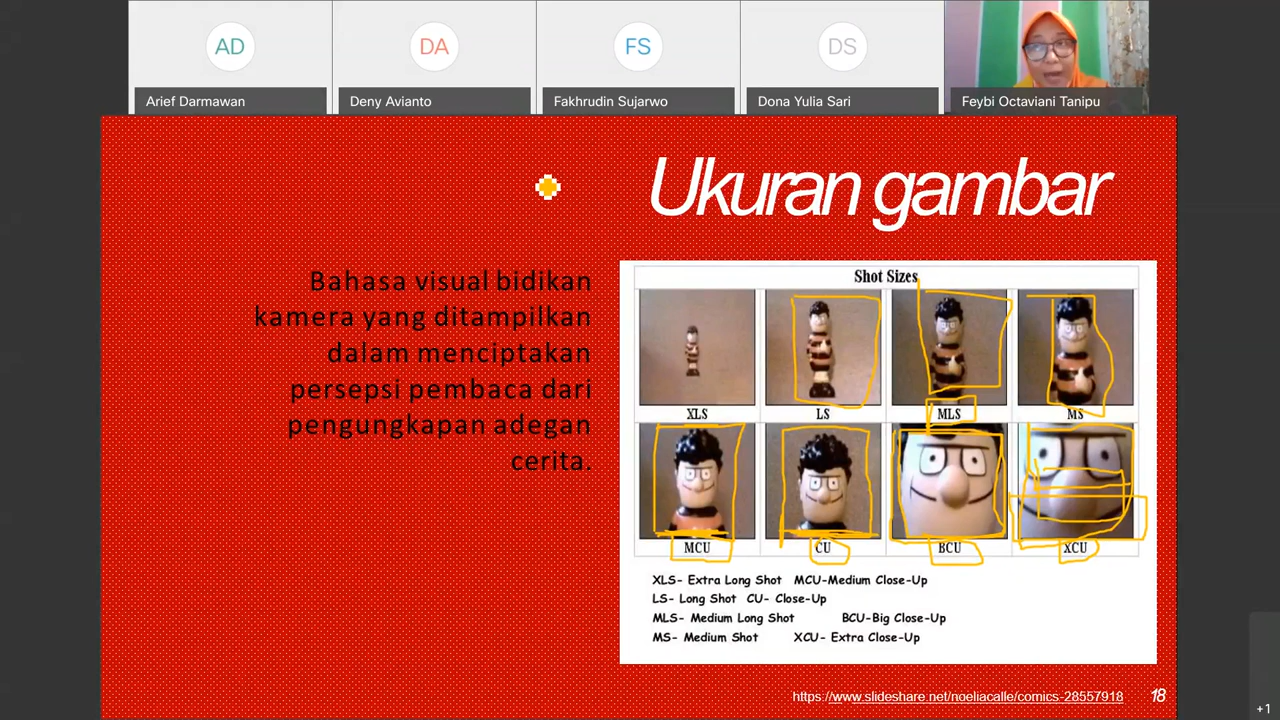 AD
DA
FS
DS
Arief Darmawan
Deny Avianto
Fakhrudin Sujarwo
Dona Yulia Sari
Feybi Octaviani Tanipu
Ukuran gambar
Bahasa visual bidikan
kamera yang ditampilkan
dalam menciptakan
persepsi pembaca dari
pengungkapan adegan
cerita.
Shot Sizes
XLS
LS
MLS
MS
MCU
CU
BCU
XCU
XLS- Extra Long Shot MCU-Medium Close-Up
LS- Long Shot CU- Close-Up
MLS- Medium Long Shot BCU-Big Close-Up
MS- Medium Shot XCU- Extra Close-Up
https://www.slideshare.net/noeliacalle/comics-28557918
18
+1